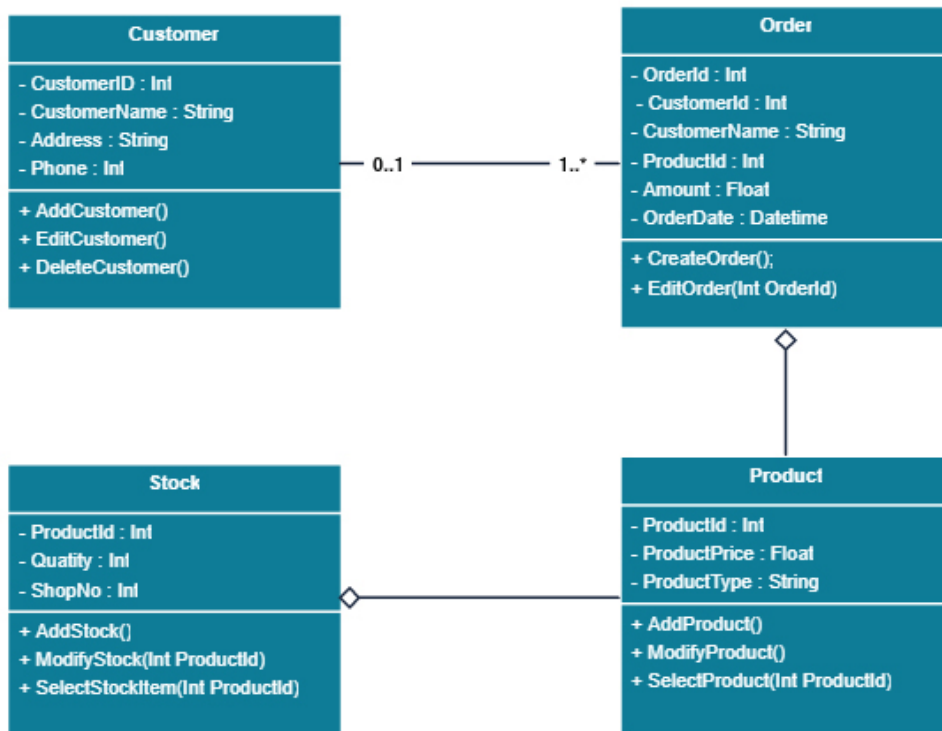 Customer
- CustomerID : Int
- CustomerName : String
- Address : String
- Phone : Int
+ AddCustomer()
+ EditCustomer()
+ DeleteCustomer()
0..1
1..*
Order
- OrderId : Int
- CustomerId : Int
- CustomerName : String
- ProductId : Int
- Amount : Float
- OrderDate : Datetime
+ CreateOrder();
+ EditOrder(Int OrderId)
Stock
- ProductId : Int
- Quatity : Int
- ShopNo : Int
+ AddStock()
+ ModifyStock(Int ProductId)
+ SelectStockItem(Int ProductId)
Product
- ProductId : Int
- ProductPrice : Float
- ProductType : String
+ AddProduct()
+ ModifyProduct()
+ SelectProduct(Int ProductId)